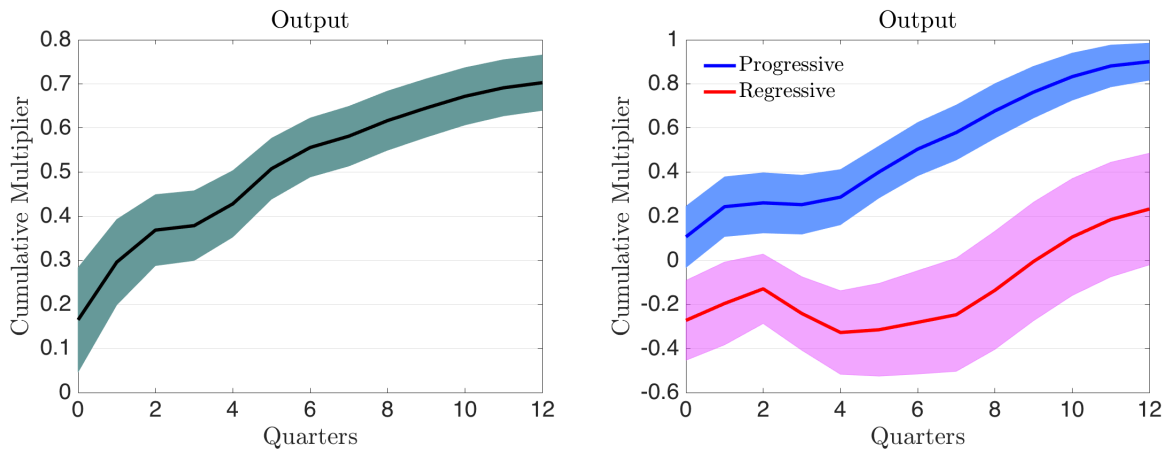 Output
Cumulative Multiplier
0.8
0.7
0.6
0.5
0.4
0.3
0.2
0.1
0
0 2 4 6 8 10 12
Quarters
Output
Progressive
Regressive
Cumulative Multiplier
1
0.8
0.6
0.4
0.2
0
-0.2
-0.4
-0.6
0 2 4 6 8 10 12
Quarters